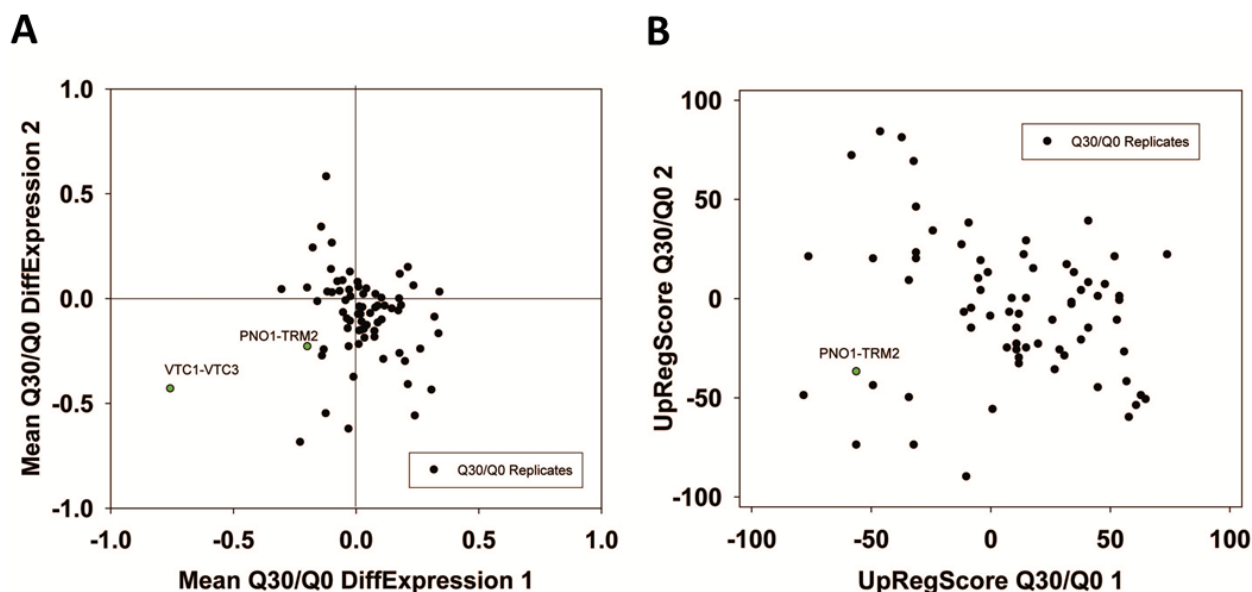 A
1.0
0.5
0.0
-0.5
-1.0
Mean Q30/Q0 DiffExpression 2
PNO1-TRM2
VTC1-VTC3
Q30/Q0 Replicates
-1.0 -0.5 0.0 0.5 1.0
Mean Q30/Q0 DiffExpression 1
B
100
50
0
-50
-100
UpRegScore Q30/Q0 2
Q30/Q0 Replicates
PNO1-TRM2
-100 -50 0 50 100
UpRegScore Q30/Q0 1